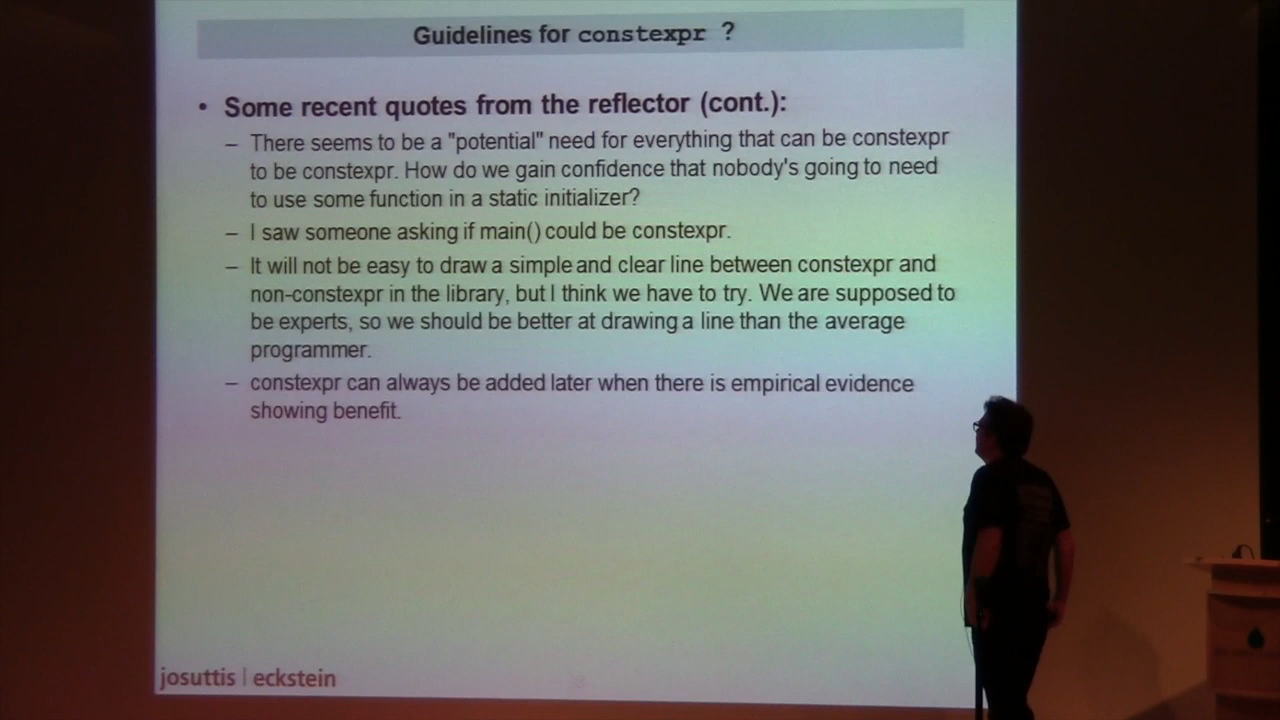 Guidelines for constexpr ?
• Some recent quotes from the reflector (cont.):
– There seems to be a "potential" need for everything that can be constexpr
to be constexpr. How do we gain confidence that nobody's going to need
to use some function in a static initializer?
– I saw someone asking if main() could be constexpr.
– It will not be easy to draw a simple and clear line between constexpr and
non-constexpr in the library, but I think we have to try. We are supposed to
be experts, so we should be better at drawing a line than the average
programmer.
– constexpr can always be added later when there is empirical evidence
showing benefit.
josuttis | eckstein